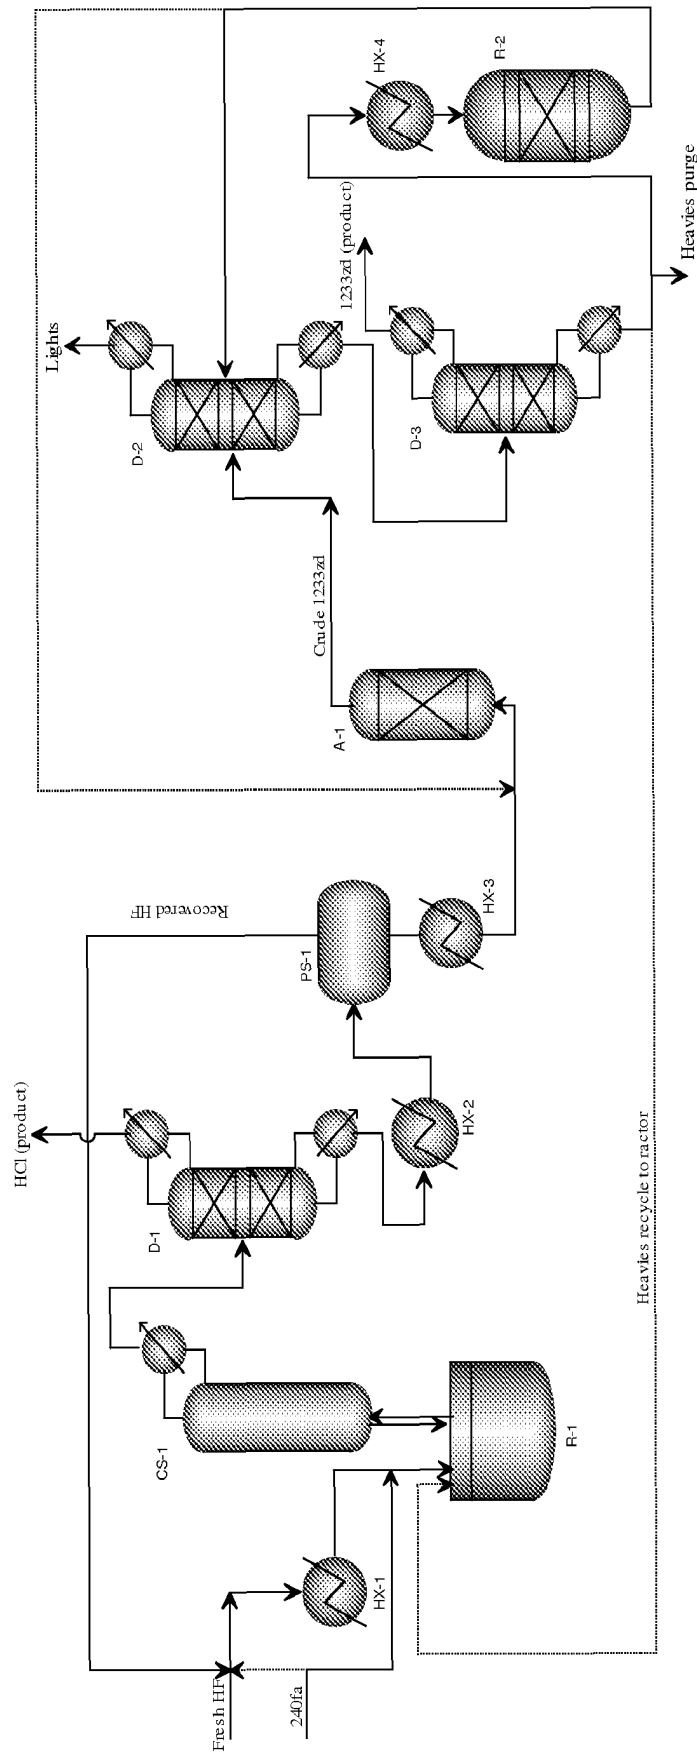 Fresh HF
240fa
HX-1
R-1
CS-1
D-1
HCl (product)
HX-2
PS-1
Recovered HF
HX-3
A-1
Crude 1233zd
D-2
Lights
D-3
1233zd (product)
HX-4
R-2
Heavies purge
Heavies recycle to ractor